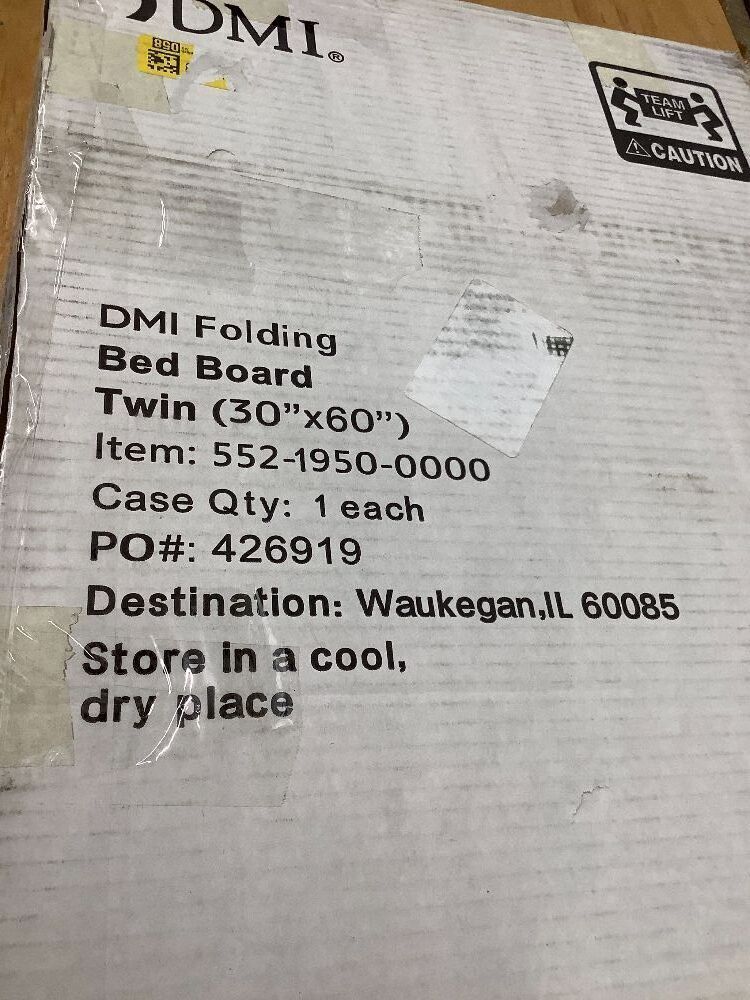 DMI®
TEAM
LIFT
CAUTION
DMI Folding
Bed Board
Twin (30”x60”)
Item: 552-1950-0000
Case Qty: 1 each
PO#: 426919
Destination: Waukegan,IL 60085
Store in a cool,
dry place